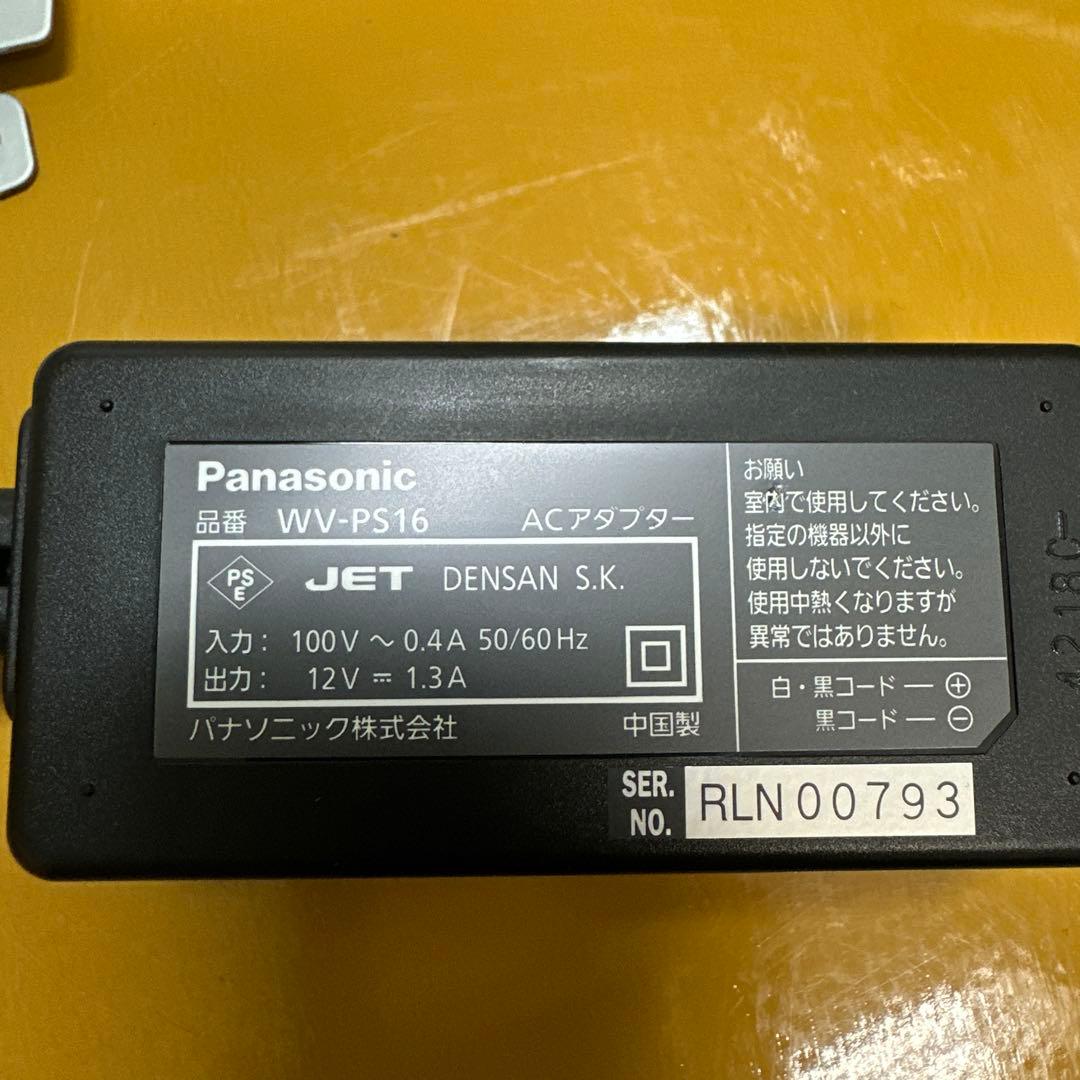 Panasonic
品番 WV-PS16 ACアダプター
PS
E
JET DENSAN S.K.
入力： 100V ～ 0.4A 50/60Hz
出力： 12V ⎓ 1.3A
パナソニック株式会社 中国製
お願い
室内で使用してください。
指定の機器以外に
使用しないでください。
使用中熱くなりますが
異常ではありません。
白・黒コード ― ⊕
黒コード ― ⊖
SER.
NO.
RLN00793